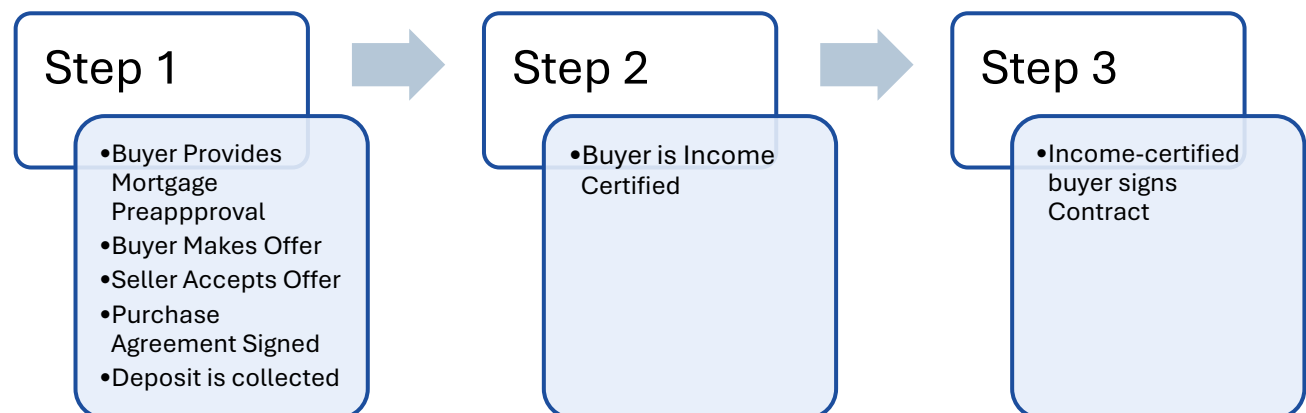 Step 1
•Buyer Provides
Mortgage
Preappproval
•Buyer Makes Offer
•Seller Accepts Offer
•Purchase
Agreement Signed
•Deposit is collected
Step 2
•Buyer is Income
Certified
Step 3
•Income-certified
buyer signs
Contract